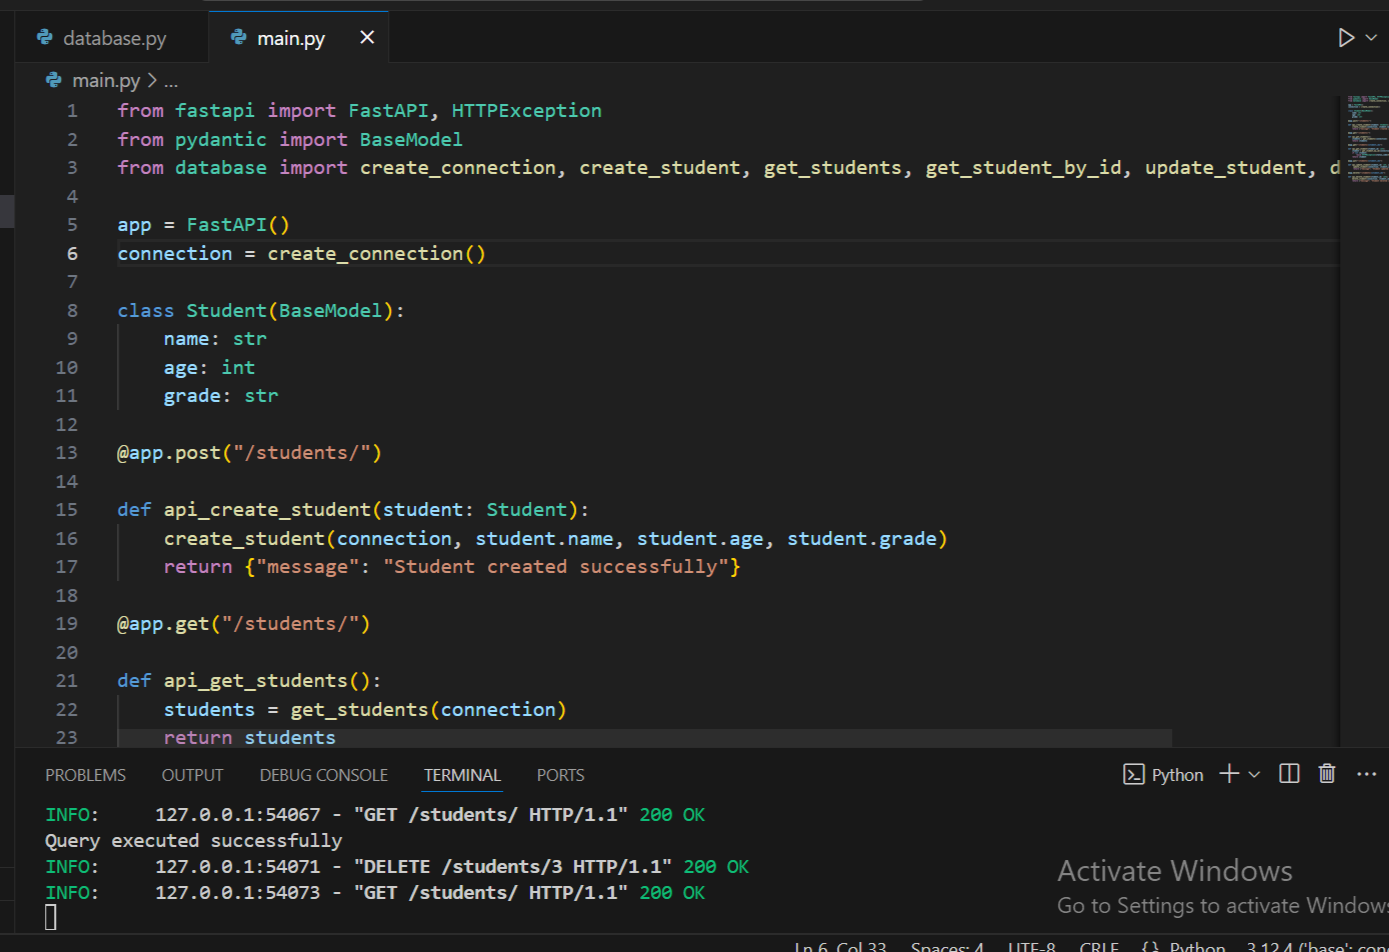 database.py
main.py
main.py > ...
1 from fastapi import FastAPI, HTTPException
2 from pydantic import BaseModel
3 from database import create_connection, create_student, get_students, get_student_by_id, update_student, d
4
5 app = FastAPI()
6 connection = create_connection()
7
8 class Student(BaseModel):
9     name: str
10     age: int
11     grade: str
12
13 @app.post("/students/")
14
15 def api_create_student(student: Student):
16     create_student(connection, student.name, student.age, student.grade)
17     return {"message": "Student created successfully"}
18
19 @app.get("/students/")
20
21 def api_get_students():
22     students = get_students(connection)
23     return students
PROBLEMS OUTPUT DEBUG CONSOLE TERMINAL PORTS Python
INFO:     127.0.0.1:54067 - "GET /students/ HTTP/1.1" 200 OK
Query executed successfully
INFO:     127.0.0.1:54071 - "DELETE /students/3 HTTP/1.1" 200 OK
INFO:     127.0.0.1:54073 - "GET /students/ HTTP/1.1" 200 OK
Activate Windows
Go to Settings to activate Windows
Ln 6, Col 33 Spaces: 4 UTF-8 CRLF {} Python 3.12.4 ('base': con